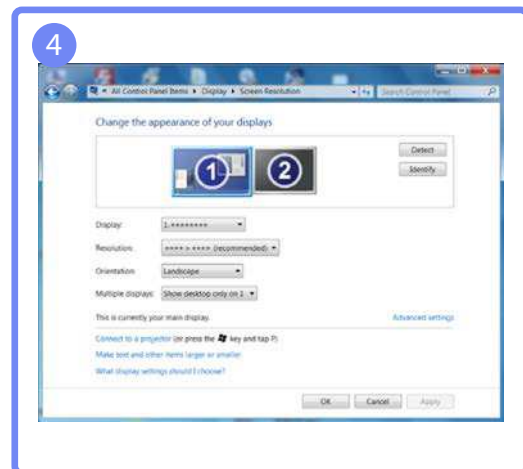 4
« All Control Panel Items ▸ Display ▸ Screen Resolution
Search Control Panel
Change the appearance of your displays
1
2
Detect
Identify
Display:
1.********
Resolution:
**** > **** (recommended)
Orientation:
Landscape
Multiple displays:
Show desktop only on 1
This is currently your main display.
Advanced settings
Connect to a projector (or press the key and tap P)
Make text and other items larger or smaller
What display settings should I choose?
OK
Cancel
Apply